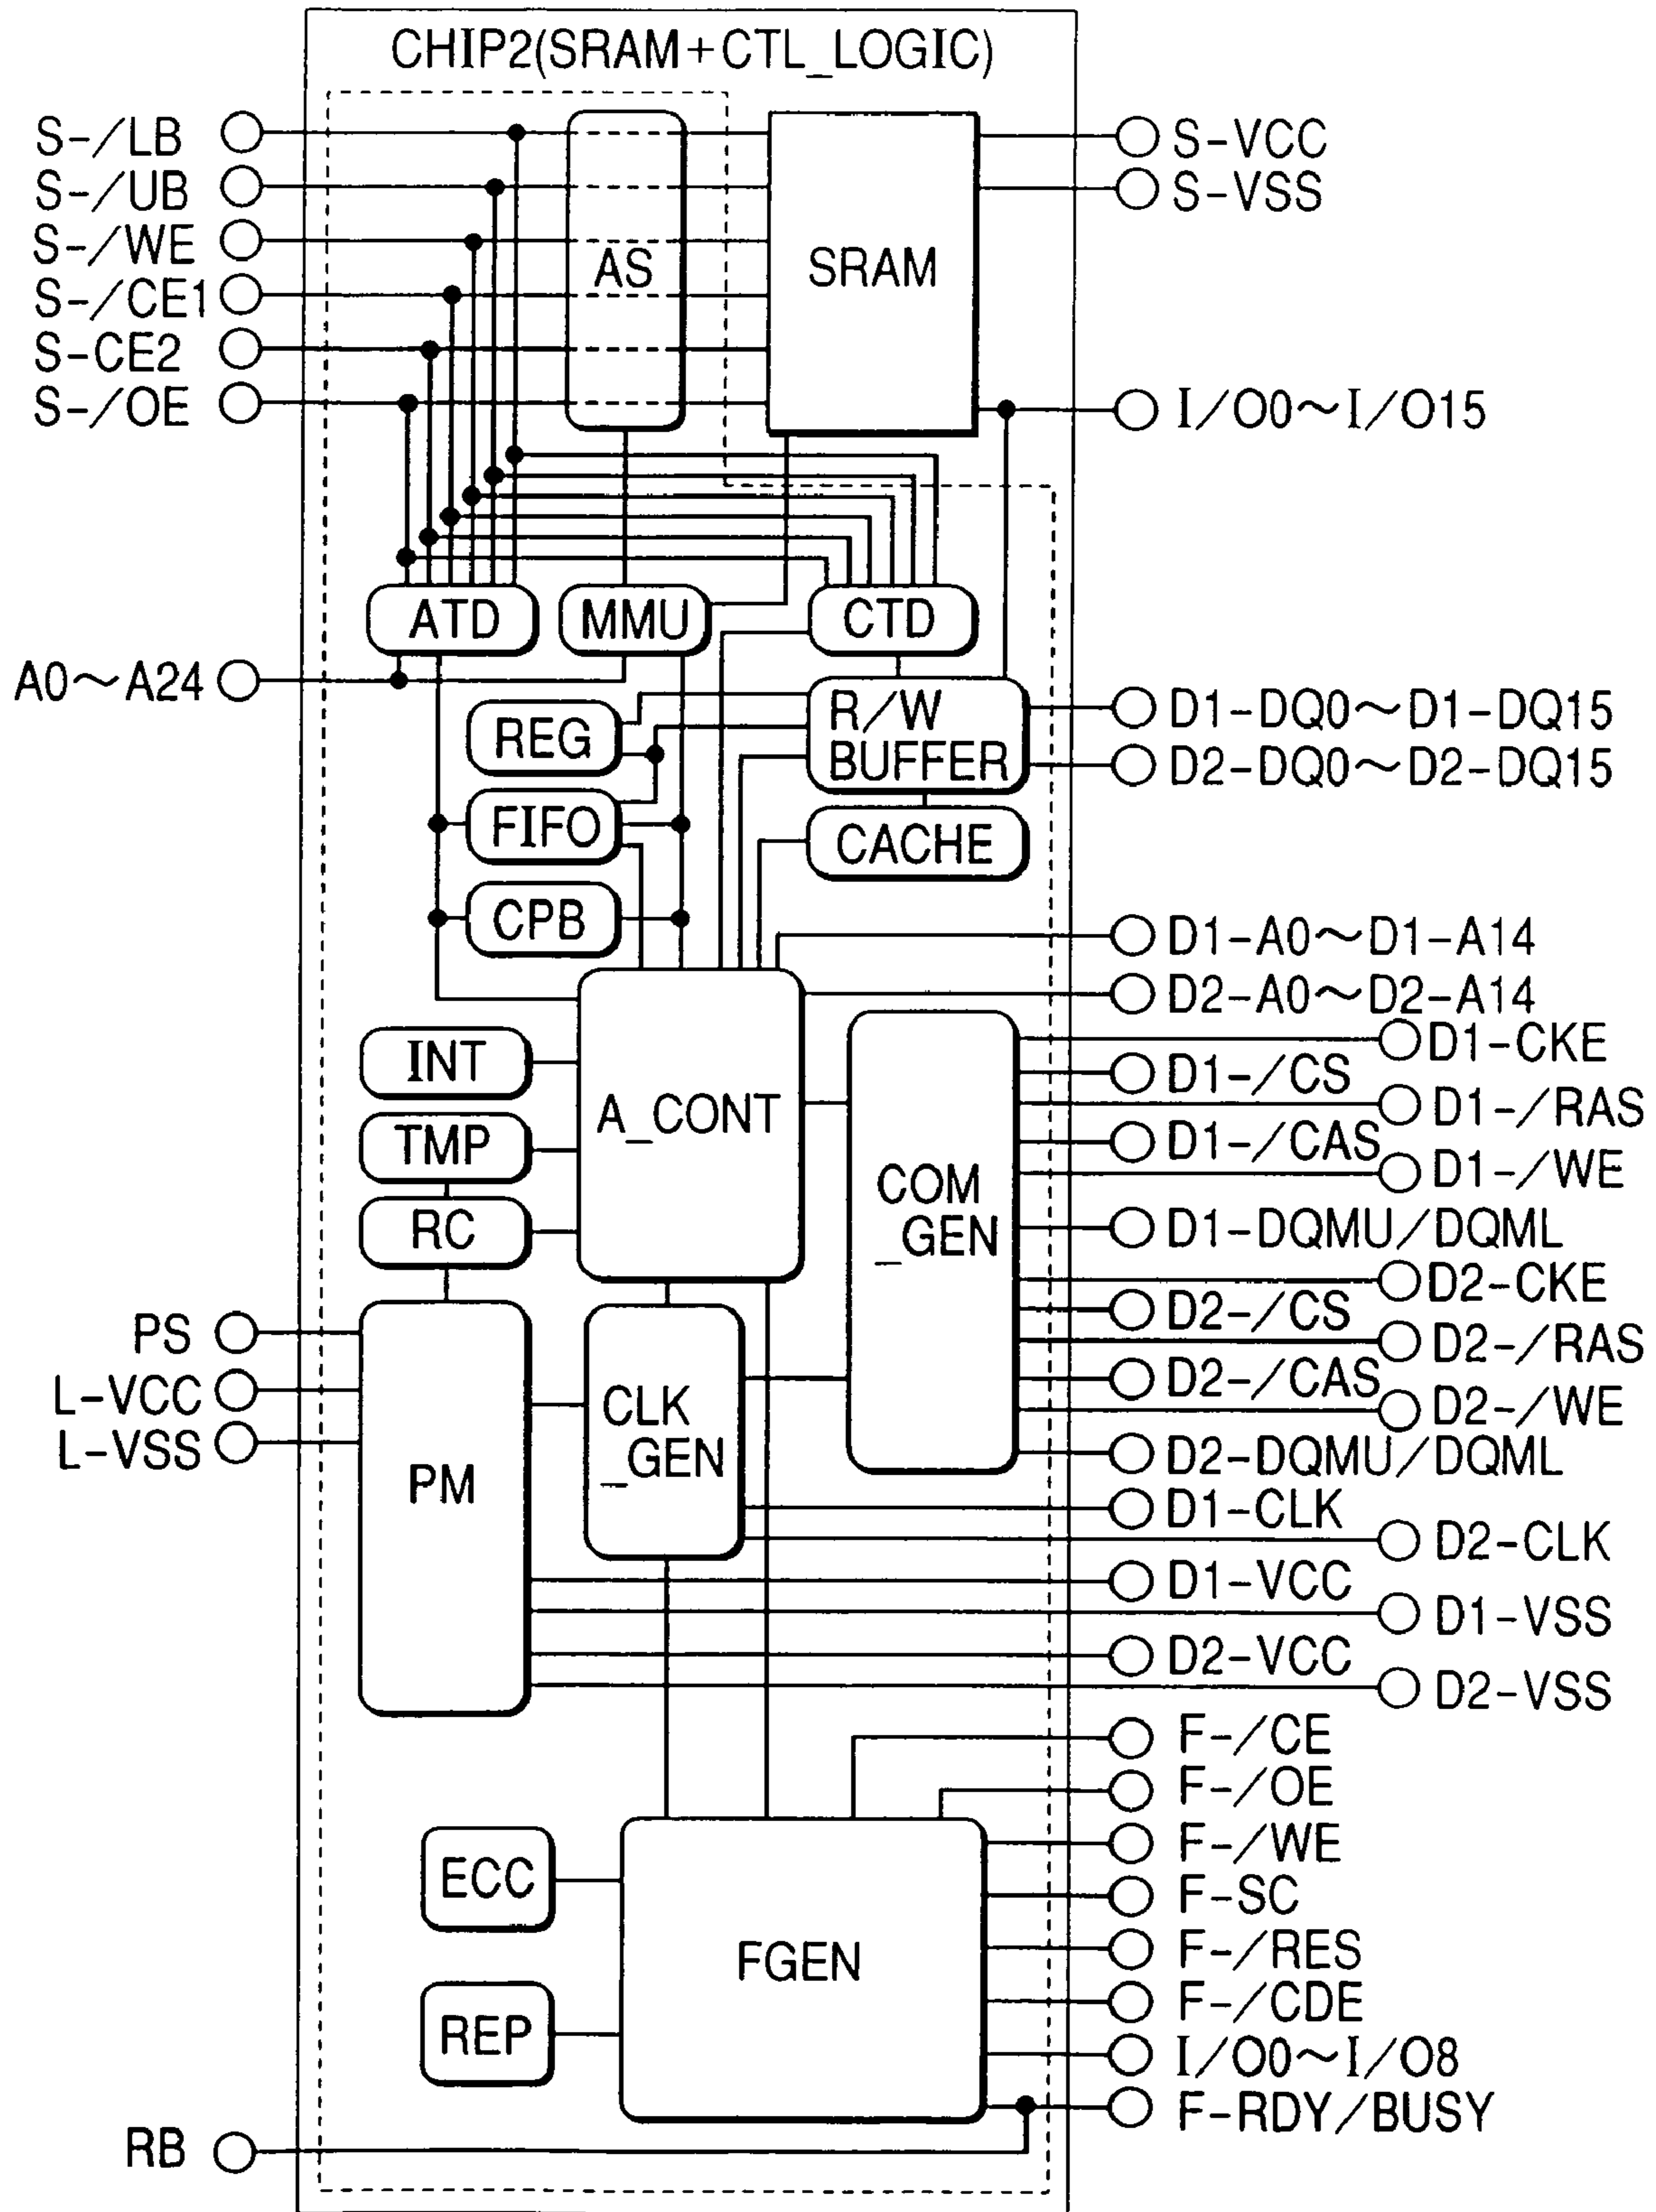 CHIP2(SRAM+CTL_LOGIC)
S-/LB
S-/UB
S-/WE
S-/CE1
S-CE2
S-/OE
AS
SRAM
S-VCC
S-VSS
I/O0~I/O15
ATD
MMU
CTD
A0~A24
REG
R/W
BUFFER
D1-DQ0~D1-DQ15
D2-DQ0~D2-DQ15
FIFO
CACHE
CPB
D1-A0~D1-A14
D2-A0~D2-A14
INT
TMP
RC
A_CONT
COM
_GEN
D1-CKE
D1-/CS
D1-/RAS
D1-/CAS
D1-/WE
D1-DQMU/DQML
D2-CKE
D2-/CS
D2-/RAS
D2-/CAS
D2-/WE
D2-DQMU/DQML
PS
L-VCC
L-VSS
PM
CLK
_GEN
D1-CLK
D2-CLK
D1-VCC
D1-VSS
D2-VCC
D2-VSS
F-/CE
F-/OE
F-/WE
F-SC
F-/RES
F-/CDE
I/O0~I/O8
F-RDY/BUSY
ECC
REP
FGEN
RB